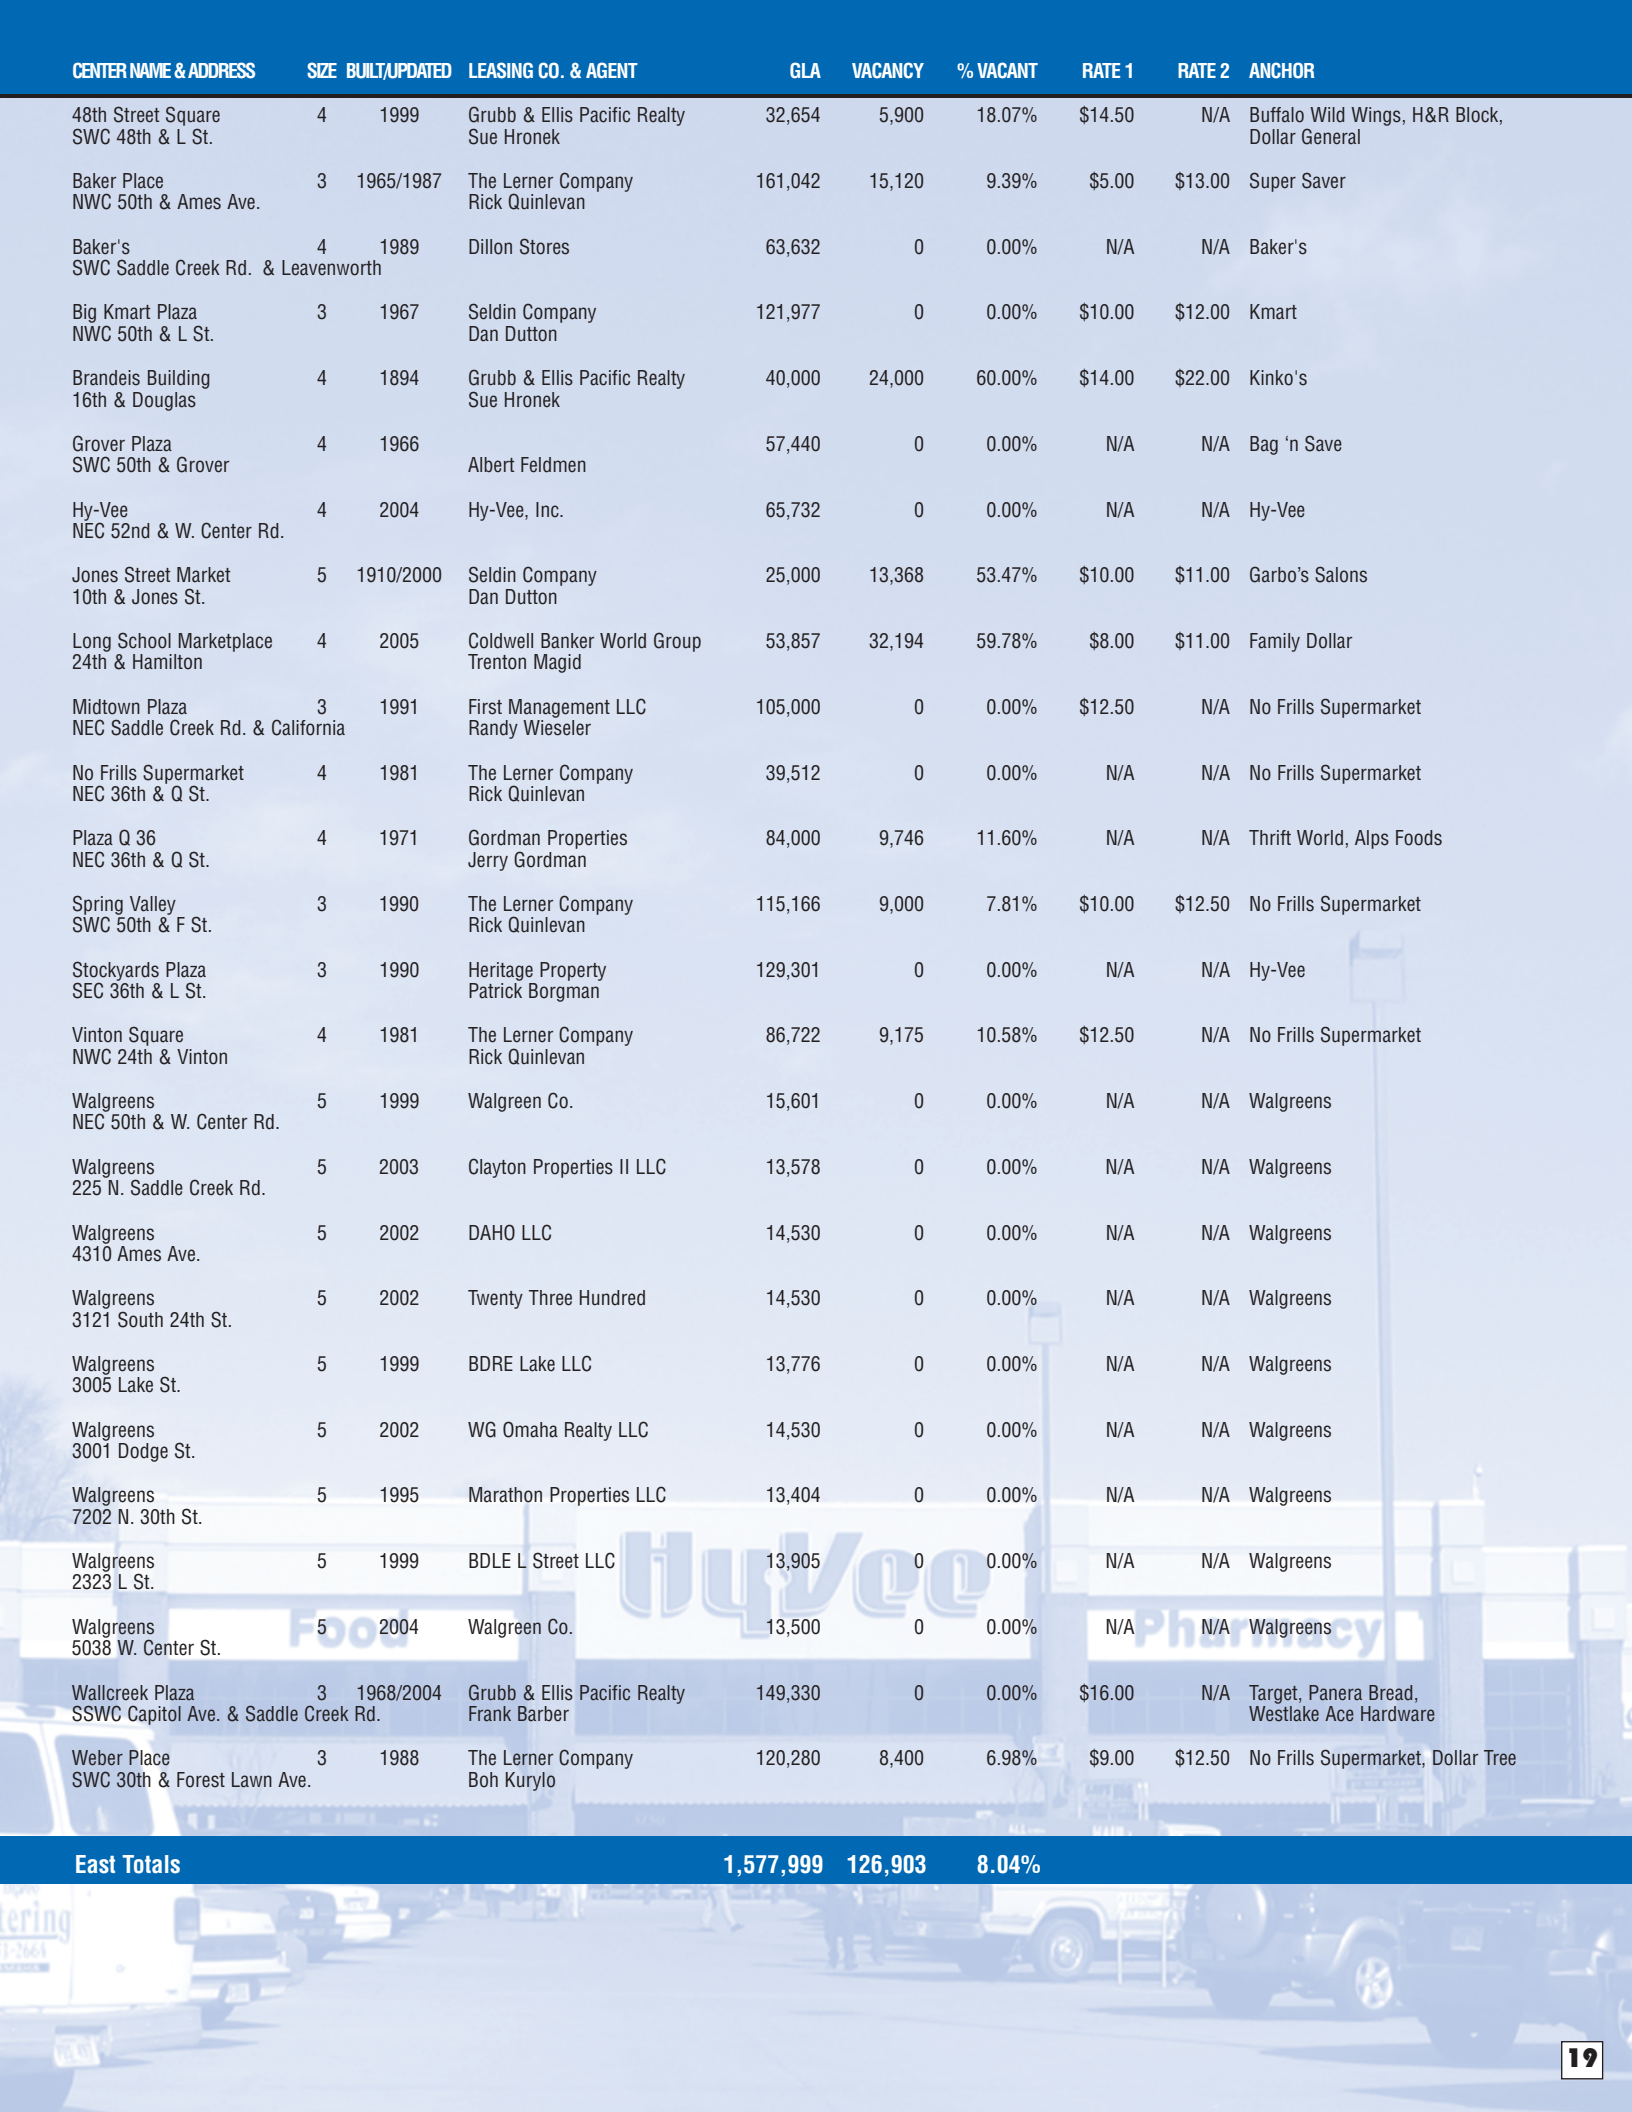 CENTER NAME & ADDRESS SIZE BUILT/UPDATED LEASING CO. & AGENT GLA VACANCY % VACANT RATE 1 RATE 2 ANCHOR
48th Street Square 4 1999 Grubb & Ellis Pacific Realty 32,654 5,900 18.07% $14.50 N/A Buffalo Wild Wings, H&R Block,
SWC 48th & L St. Sue Hronek Dollar General
Baker Place 3 1965/1987 The Lerner Company 161,042 15,120 9.39% $5.00 $13.00 Super Saver
NWC 50th & Ames Ave. Rick Quinlevan
Baker's 4 1989 Dillon Stores 63,632 0 0.00% N/A N/A Baker's
SWC Saddle Creek Rd. & Leavenworth
Big Kmart Plaza 3 1967 Seldin Company 121,977 0 0.00% $10.00 $12.00 Kmart
NWC 50th & L St. Dan Dutton
Brandeis Building 4 1894 Grubb & Ellis Pacific Realty 40,000 24,000 60.00% $14.00 $22.00 Kinko's
16th & Douglas Sue Hronek
Grover Plaza 4 1966 57,440 0 0.00% N/A N/A Bag ‘n Save
SWC 50th & Grover Albert Feldmen
Hy-Vee 4 2004 Hy-Vee, Inc. 65,732 0 0.00% N/A N/A Hy-Vee
NEC 52nd & W. Center Rd.
Jones Street Market 5 1910/2000 Seldin Company 25,000 13,368 53.47% $10.00 $11.00 Garbo’s Salons
10th & Jones St. Dan Dutton
Long School Marketplace 4 2005 Coldwell Banker World Group 53,857 32,194 59.78% $8.00 $11.00 Family Dollar
24th & Hamilton Trenton Magid
Midtown Plaza 3 1991 First Management LLC 105,000 0 0.00% $12.50 N/A No Frills Supermarket
NEC Saddle Creek Rd. & California Randy Wieseler
No Frills Supermarket 4 1981 The Lerner Company 39,512 0 0.00% N/A N/A No Frills Supermarket
NEC 36th & Q St. Rick Quinlevan
Plaza Q 36 4 1971 Gordman Properties 84,000 9,746 11.60% N/A N/A Thrift World, Alps Foods
NEC 36th & Q St. Jerry Gordman
Spring Valley 3 1990 The Lerner Company 115,166 9,000 7.81% $10.00 $12.50 No Frills Supermarket
SWC 50th & F St. Rick Quinlevan
Stockyards Plaza 3 1990 Heritage Property 129,301 0 0.00% N/A N/A Hy-Vee
SEC 36th & L St. Patrick Borgman
Vinton Square 4 1981 The Lerner Company 86,722 9,175 10.58% $12.50 N/A No Frills Supermarket
NWC 24th & Vinton Rick Quinlevan
Walgreens 5 1999 Walgreen Co. 15,601 0 0.00% N/A N/A Walgreens
NEC 50th & W. Center Rd.
Walgreens 5 2003 Clayton Properties II LLC 13,578 0 0.00% N/A N/A Walgreens
225 N. Saddle Creek Rd.
Walgreens 5 2002 DAHO LLC 14,530 0 0.00% N/A N/A Walgreens
4310 Ames Ave.
Walgreens 5 2002 Twenty Three Hundred 14,530 0 0.00% N/A N/A Walgreens
3121 South 24th St.
Walgreens 5 1999 BDRE Lake LLC 13,776 0 0.00% N/A N/A Walgreens
3005 Lake St.
Walgreens 5 2002 WG Omaha Realty LLC 14,530 0 0.00% N/A N/A Walgreens
3001 Dodge St.
Walgreens 5 1995 Marathon Properties LLC 13,404 0 0.00% N/A N/A Walgreens
7202 N. 30th St.
Walgreens 5 1999 BDLE L Street LLC 13,905 0 0.00% N/A N/A Walgreens
2323 L St.
HyVee
Food Pharmacy
Walgreens 5 2004 Walgreen Co. 13,500 0 0.00% N/A N/A Walgreens
5038 W. Center St.
Wallcreek Plaza 3 1968/2004 Grubb & Ellis Pacific Realty 149,330 0 0.00% $16.00 N/A Target, Panera Bread,
SSWC Capitol Ave. & Saddle Creek Rd. Frank Barber Westlake Ace Hardware
Weber Place 3 1988 The Lerner Company 120,280 8,400 6.98% $9.00 $12.50 No Frills Supermarket, Dollar Tree
SWC 30th & Forest Lawn Ave. Boh Kurylo
East Totals 1,577,999 126,903 8.04%
tering
19